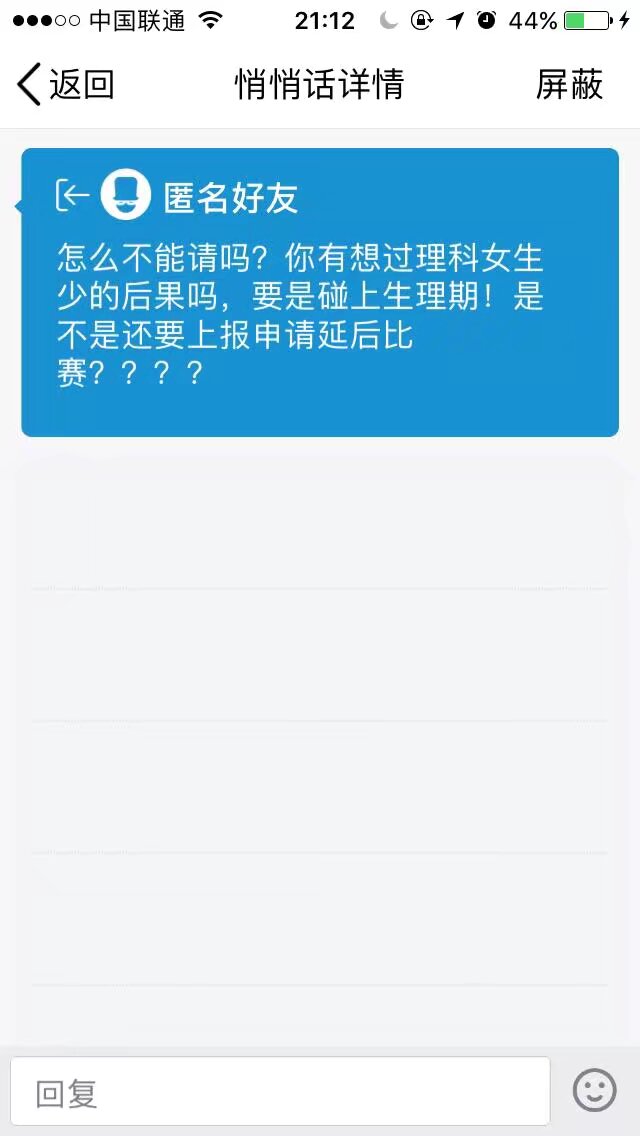 中国联通 21:12 44%
返回 悄悄话详情 屏蔽
匿名好友
怎么不能请吗？你有想过理科女生
少的后果吗，要是碰上生理期！是
不是还要上报申请延后比
赛？？？？
回复